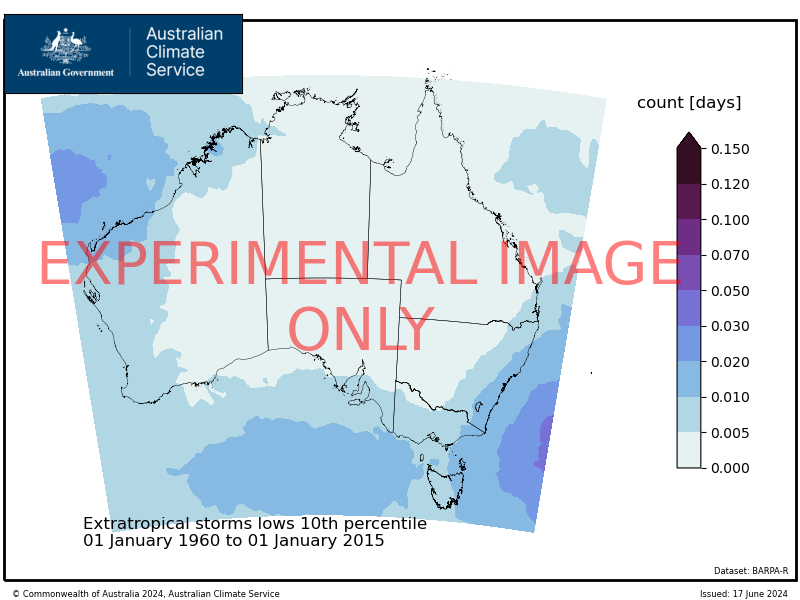 Australian Government
Australian
Climate
Service
count [days]
0.150
0.120
0.100
0.070
0.050
0.030
0.020
0.010
0.005
0.000
EXPERIMENTAL IMAGE
ONLY
Extratropical storms lows 10th percentile
01 January 1960 to 01 January 2015
Dataset: BARPA-R
© Commonwealth of Australia 2024, Australian Climate Service
Issued: 17 June 2024